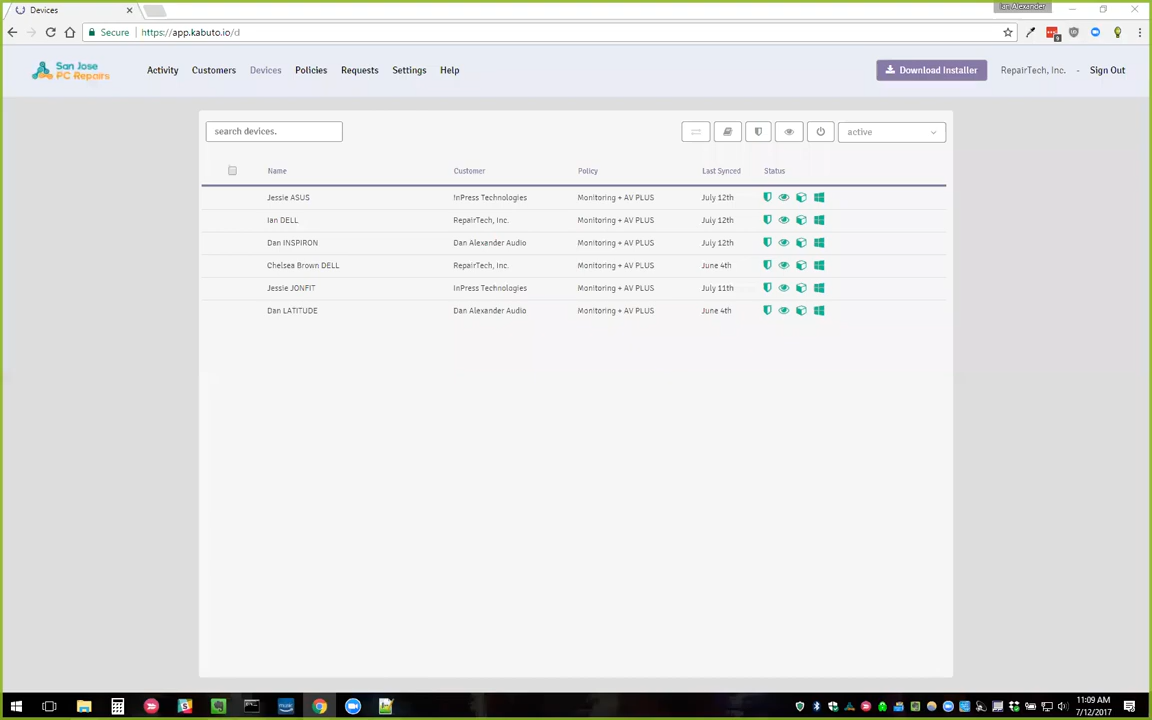 Devices
Ian Alexander
Secure
https://app.kabuto.io/d
San Jose
PC Repairs
Activity
Customers
Devices
Policies
Requests
Settings
Help
Download Installer
RepairTech, Inc.
-
Sign Out
search devices.
active
Name Customer Policy Last Synced Status
Jessie ASUS InPress Technologies Monitoring + AV PLUS July 12th
Ian DELL RepairTech, Inc. Monitoring + AV PLUS July 12th
Dan INSPIRON Dan Alexander Audio Monitoring + AV PLUS July 12th
Chelsea Brown DELL RepairTech, Inc. Monitoring + AV PLUS June 4th
Jessie JONFIT InPress Technologies Monitoring + AV PLUS July 11th
Dan LATITUDE Dan Alexander Audio Monitoring + AV PLUS June 4th
music
11:09 AM
7/12/2017